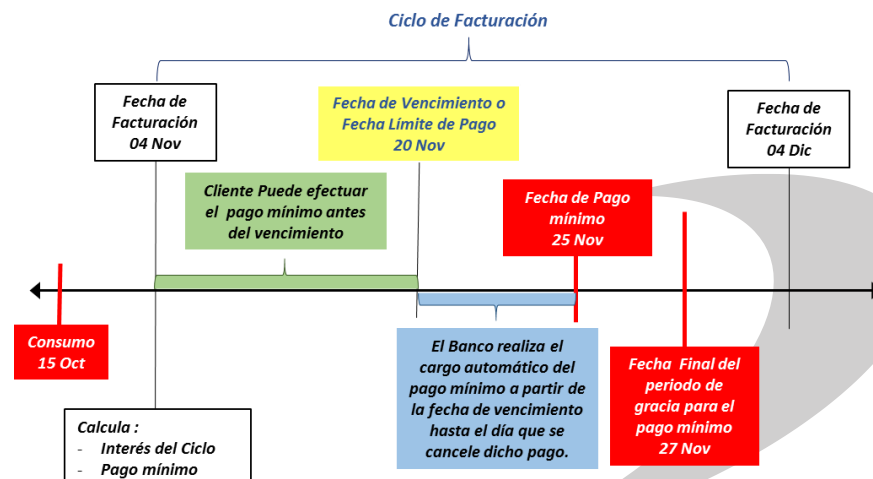 Ciclo de Facturación
Fecha de
Facturación
04 Nov
Fecha de Vencimiento o
Fecha Límite de Pago
20 Nov
Fecha de
Facturación
04 Dic
Cliente Puede efectuar
el pago mínimo antes
del vencimiento
Fecha de Pago
mínimo
25 Nov
Consumo
15 Oct
El Banco realiza el
cargo automático del
pago mínimo a partir de
la fecha de vencimiento
hasta el día que se
cancele dicho pago.
Fecha Final del
periodo de
gracia para el
pago mínimo
27 Nov
Calcula :
- Interés del Ciclo
- Pago mínimo